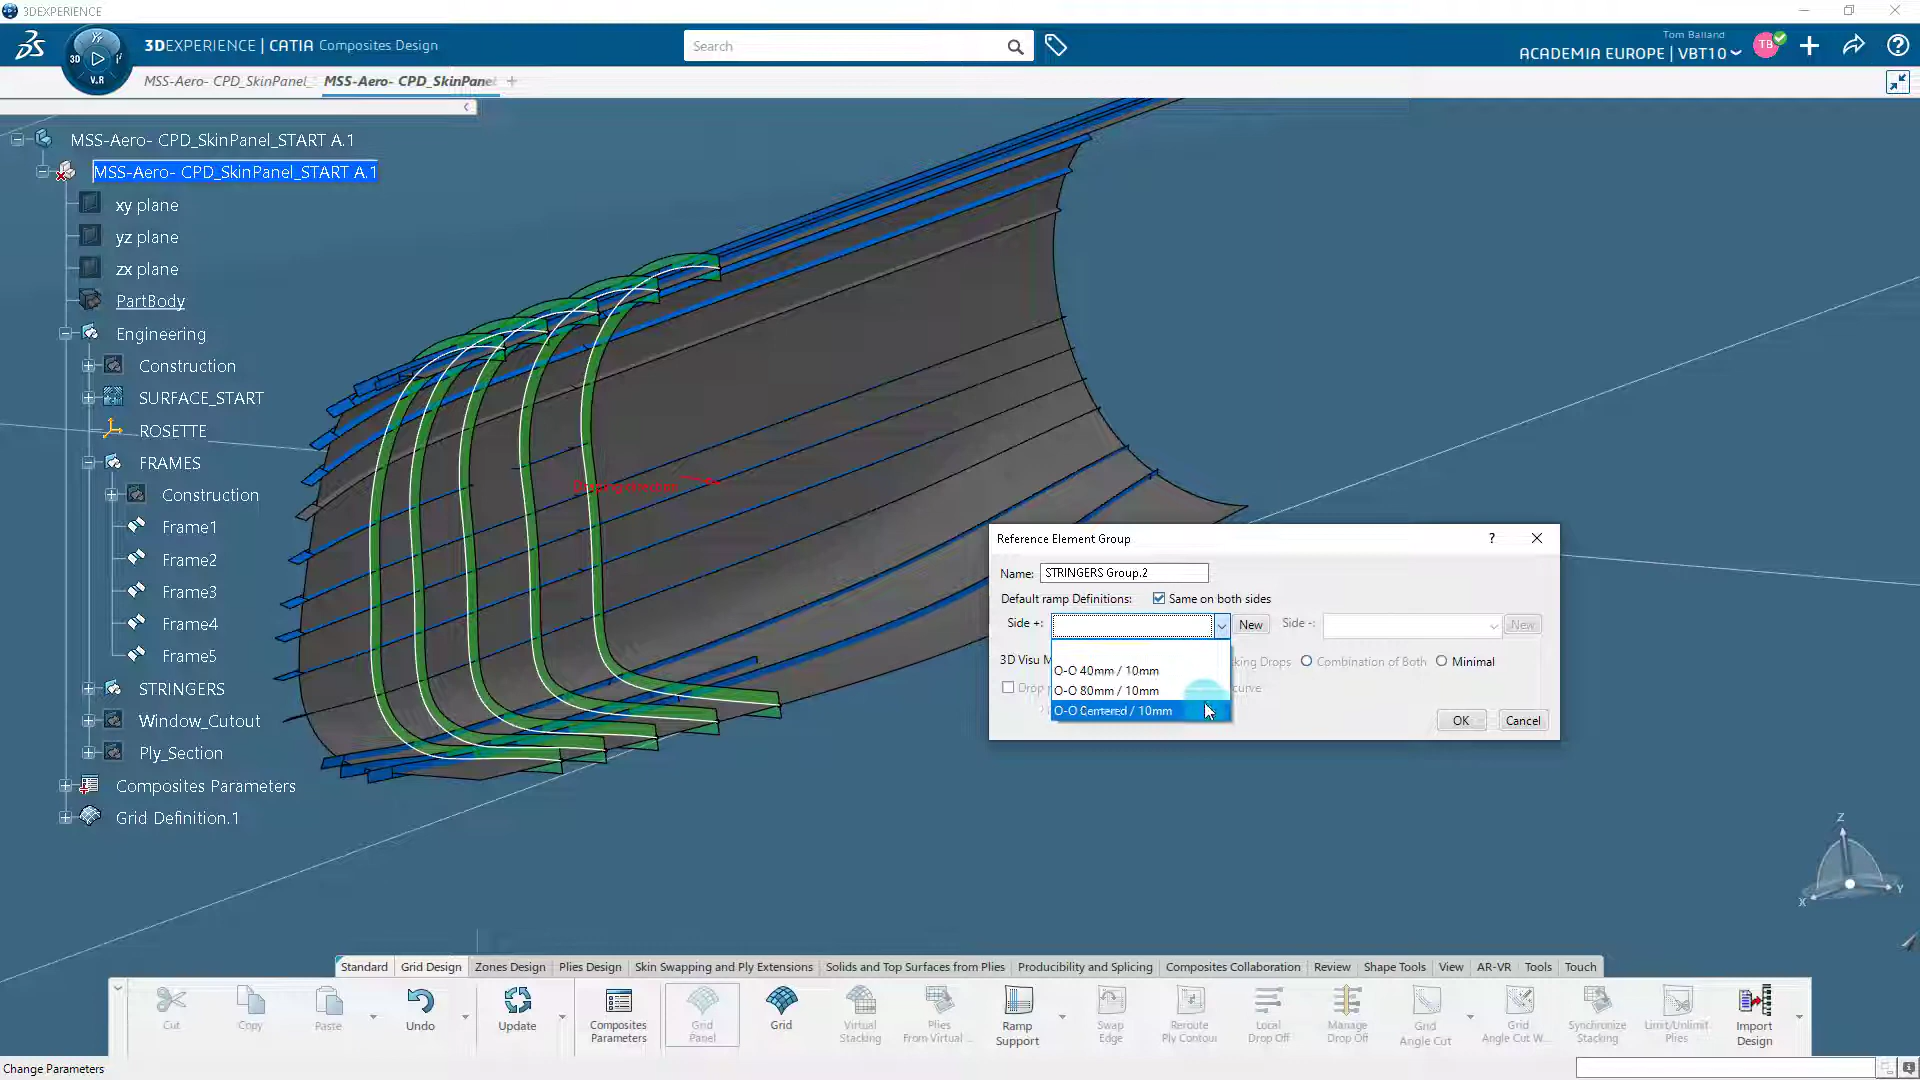 3DEXPERIENCE
3DEXPERIENCE | CATIA Composites Design
Search
Tom Balland
ACADEMIA EUROPE | VBT10
TB
3D
V.R
MSS-Aero- CPD_SkinPanel_
MSS-Aero- CPD_SkinPanel
MSS-Aero- CPD_SkinPanel_START A.1
MSS-Aero- CPD_SkinPanel_START A.1
xy plane
yz plane
zx plane
PartBody
Engineering
Construction
SURFACE_START
ROSETTE
FRAMES
Construction
Frame1
Frame2
Frame3
Frame4
Frame5
STRINGERS
Window_Cutout
Ply_Section
Composites Parameters
Grid Definition.1
Draping direction
Reference Element Group
?
Name: STRINGERS Group.2
Default ramp Definitions: Same on both sides
Side +: New Side -: New
3D Visu M king Drops Combination of Both Minimal
Drop curve
O-O 40mm / 10mm
O-O 80mm / 10mm
O-O Centered / 10mm
OK Cancel
Z
Y
X
Standard Grid Design Zones Design Plies Design Skin Swapping and Ply Extensions Solids and Top Surfaces from Plies Producibility and Splicing Composites Collaboration Review Shape Tools View AR-VR Tools Touch
Cut
Copy
Paste
Undo
Update
Composites Parameters
Grid Panel
Grid
Virtual Stacking
Plies From Virtual ...
Ramp Support
Swap Edge
Reroute Ply Contour
Local Drop Off
Manage Drop Off
Grid Angle Cut
Grid Angle Cut W...
Synchronize Stacking
Limit/Unlimit Plies
Import Design
Change Parameters